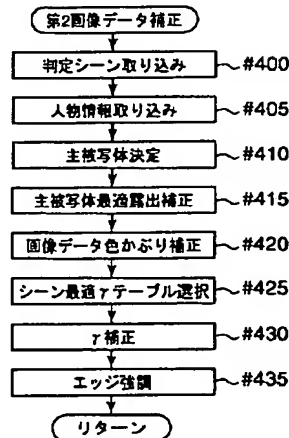 第2画像データ補正
判定シーン取り込み #400
人物情報取り込み #405
主被写体決定 #410
主被写体最適露出補正 #415
画像データ色かぶり補正 #420
シーン最適γテーブル選択 #425
γ補正 #430
エッジ強調 #435
リターン